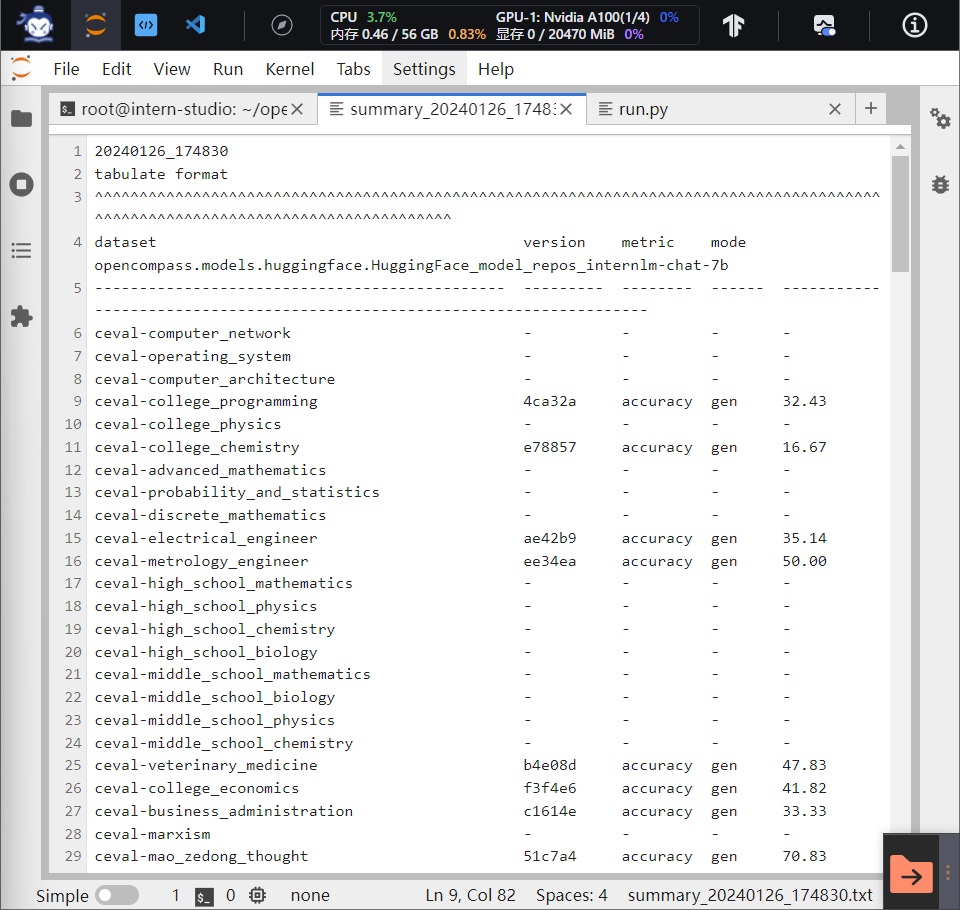 CPU 3.7% GPU-1: Nvidia A100(1/4) 0%
内存 0.46 / 56 GB 0.83% 显存 0 / 20470 MiB 0%
File Edit View Run Kernel Tabs Settings Help
root@intern-studio: ~/ope summary_20240126_17483 run.py
1 20240126_174830
2 tabulate format
3 ^^^^^^^^^^^^^^^^^^^^^^^^^^^^^^^^^^^^^^^^^^^^^^^^^^^^^^^^^^^^^^^^^^^^^^^^^^^^^^^^^^^^^^^^
^^^^^^^^^^^^^^^^^^^^^^^^^^^^^^^^^^^^^^^^
4 dataset version metric mode
opencompass.models.huggingface.HuggingFace_model_repos_internlm-chat-7b
5 ---------------------------------------------- --------- -------- ------ -----------
--------------------------------------------------------------
6 ceval-computer_network - - - -
7 ceval-operating_system - - - -
8 ceval-computer_architecture - - - -
9 ceval-college_programming 4ca32a accuracy gen 32.43
10 ceval-college_physics - - - -
11 ceval-college_chemistry e78857 accuracy gen 16.67
12 ceval-advanced_mathematics - - - -
13 ceval-probability_and_statistics - - - -
14 ceval-discrete_mathematics - - - -
15 ceval-electrical_engineer ae42b9 accuracy gen 35.14
16 ceval-metrology_engineer ee34ea accuracy gen 50.00
17 ceval-high_school_mathematics - - - -
18 ceval-high_school_physics - - - -
19 ceval-high_school_chemistry - - - -
20 ceval-high_school_biology - - - -
21 ceval-middle_school_mathematics - - - -
22 ceval-middle_school_biology - - - -
23 ceval-middle_school_physics - - - -
24 ceval-middle_school_chemistry - - - -
25 ceval-veterinary_medicine b4e08d accuracy gen 47.83
26 ceval-college_economics f3f4e6 accuracy gen 41.82
27 ceval-business_administration c1614e accuracy gen 33.33
28 ceval-marxism - - - -
29 ceval-mao_zedong_thought 51c7a4 accuracy gen 70.83
Simple 1 0 none Ln 9, Col 82 Spaces: 4 summary_20240126_174830.txt